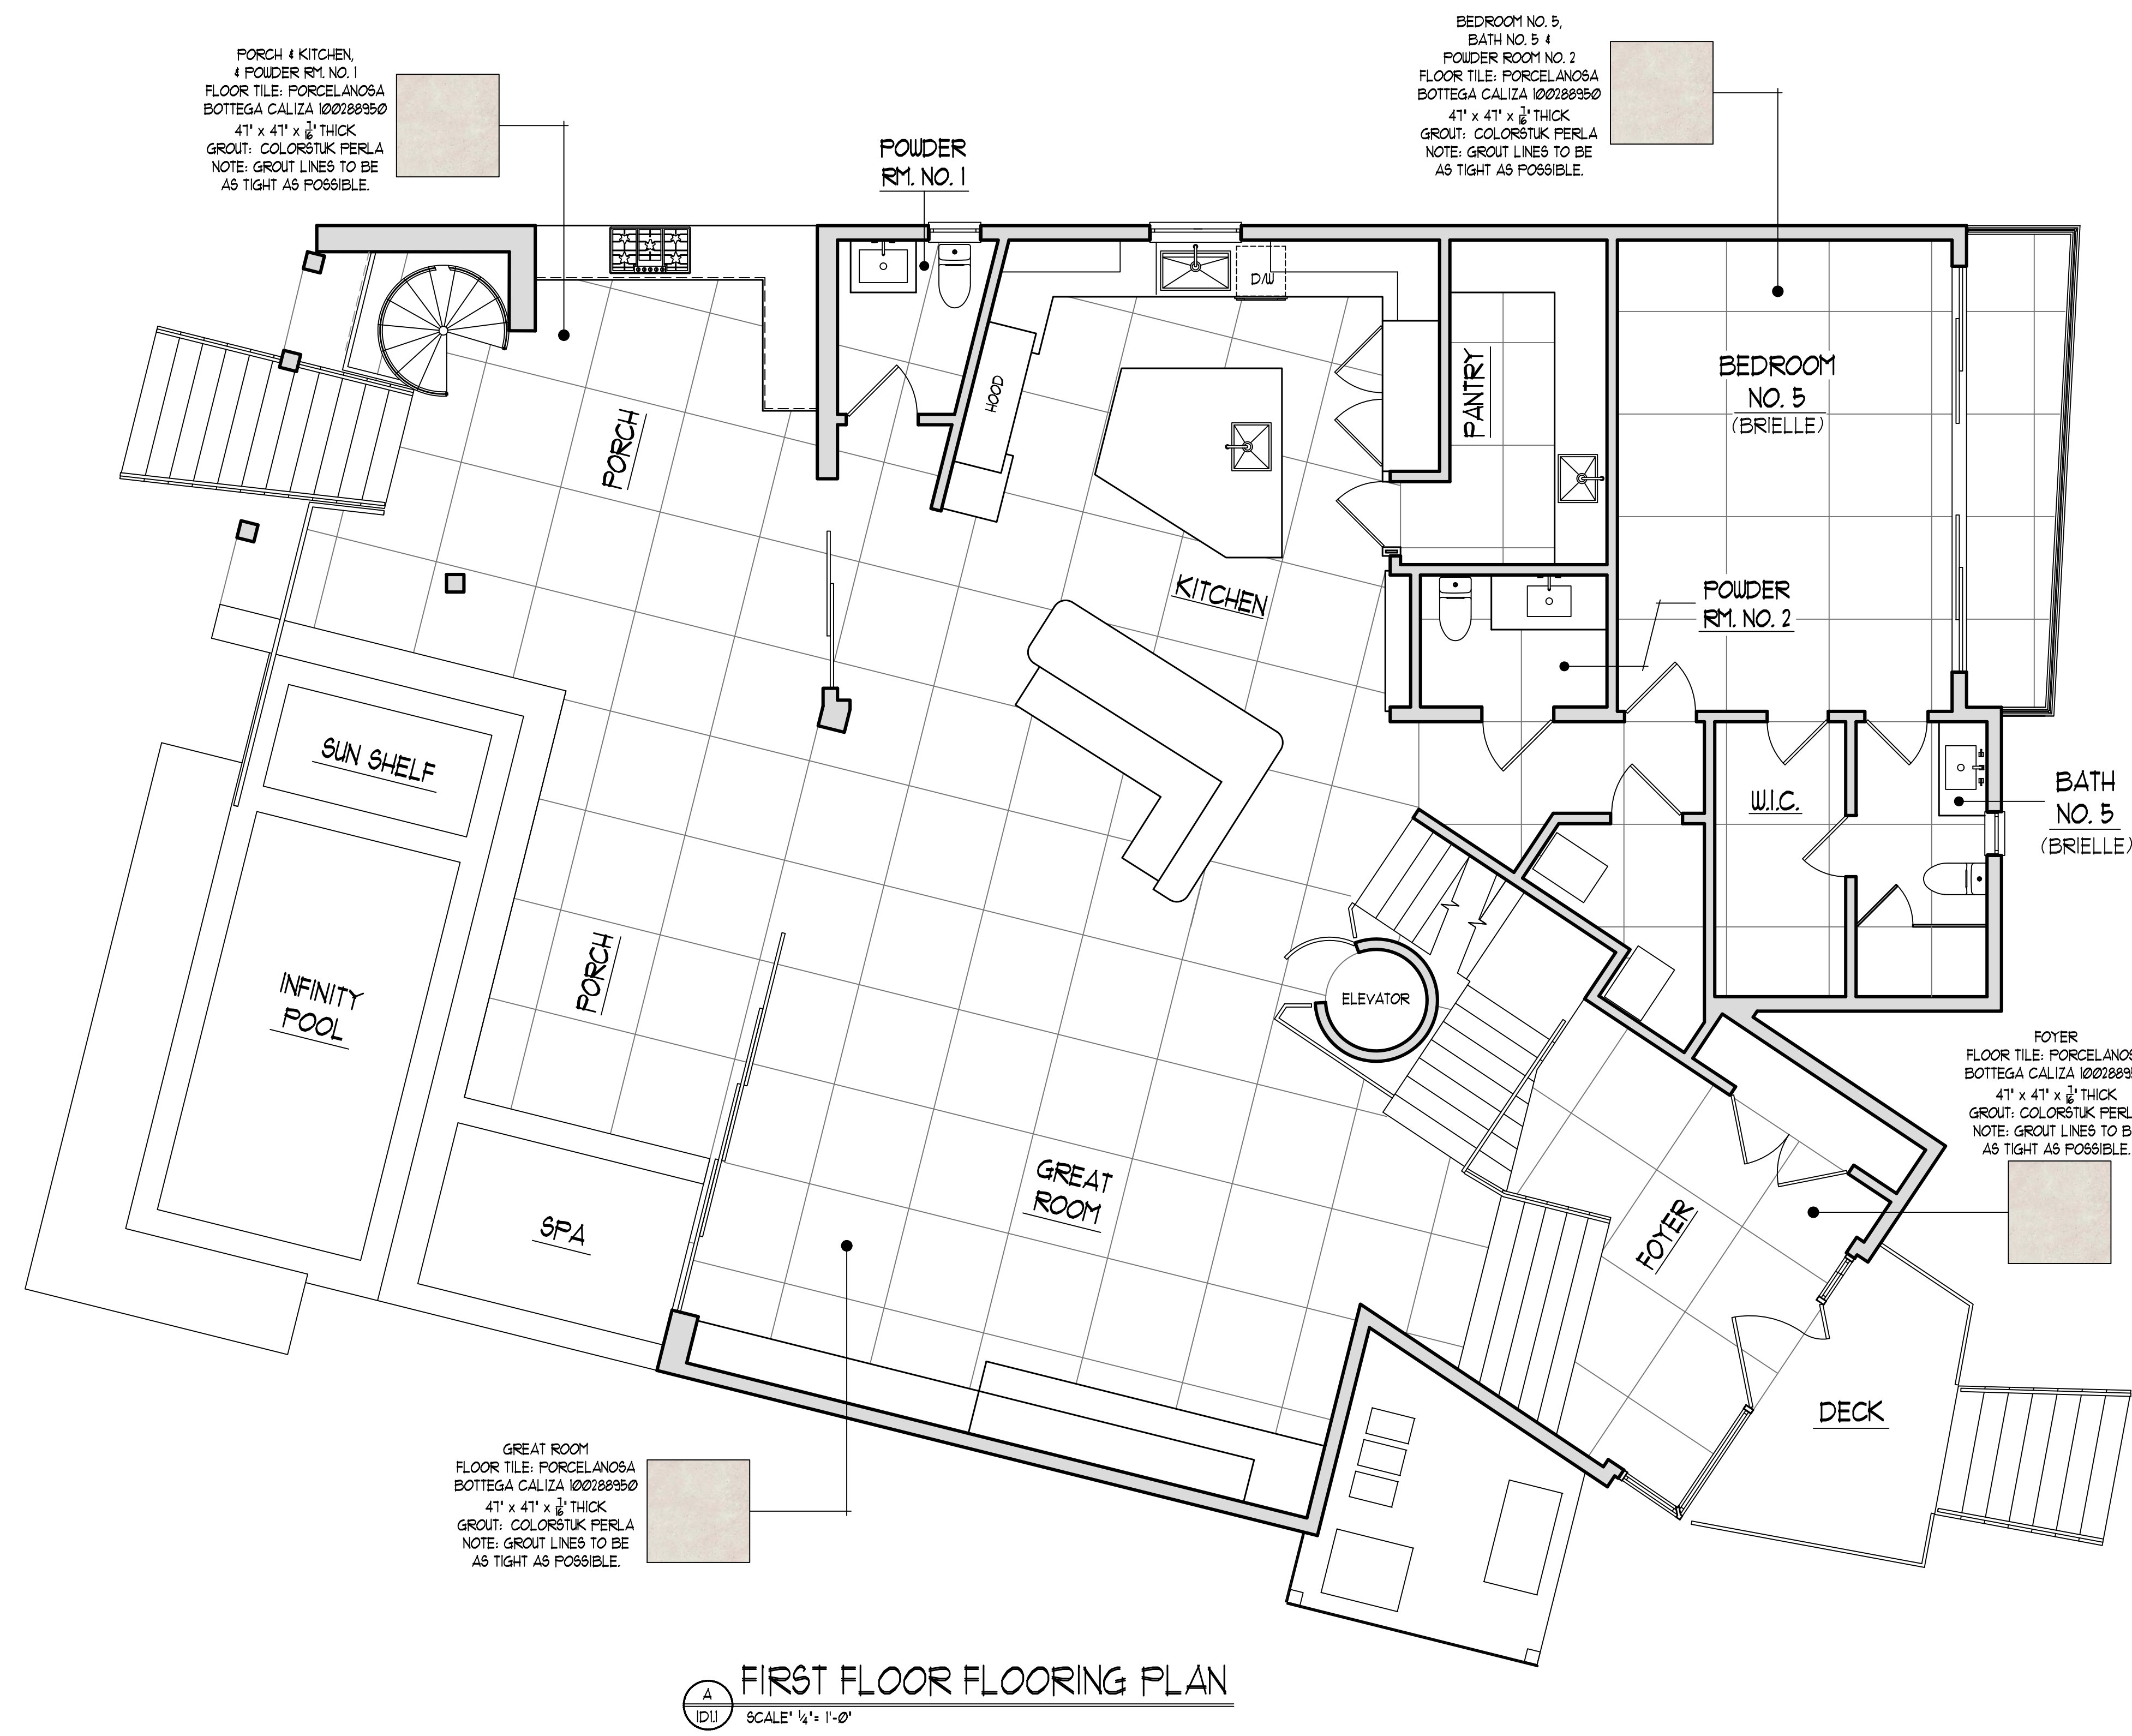 PORCH & KITCHEN,
& POWDER RM. NO. 1
FLOOR TILE: PORCELANOSA
BOTTEGA CALIZA 100288950
47" x 47" x 7/16" THICK
GROUT: COLORSTUK PERLA
NOTE: GROUT LINES TO BE
AS TIGHT AS POSSIBLE.
BEDROOM NO. 5,
BATH NO. 5 &
POWDER ROOM NO. 2
FLOOR TILE: PORCELANOSA
BOTTEGA CALIZA 100288950
47" x 47" x 7/16" THICK
GROUT: COLORSTUK PERLA
NOTE: GROUT LINES TO BE
AS TIGHT AS POSSIBLE.
POWDER
RM. NO. 1
D/W
HOOD
PANTRY
BEDROOM
NO. 5
(BRIELLE)
PORCH
KITCHEN
POWDER
RM. NO. 2
SUN SHELF
W.I.C.
BATH
NO. 5
(BRIELLE)
INFINITY
POOL
PORCH
ELEVATOR
FOYER
FLOOR TILE: PORCELANOS
BOTTEGA CALIZA 10028895
47" x 47" x 7/16" THICK
GROUT: COLORSTUK PERL
NOTE: GROUT LINES TO B
AS TIGHT AS POSSIBLE.
GREAT
ROOM
SPA
FOYER
DECK
GREAT ROOM
FLOOR TILE: PORCELANOSA
BOTTEGA CALIZA 100288950
47" x 47" x 7/16" THICK
GROUT: COLORSTUK PERLA
NOTE: GROUT LINES TO BE
AS TIGHT AS POSSIBLE.
A
ID1.1
FIRST FLOOR FLOORING PLAN
SCALE" 1/4"= 1'-0"